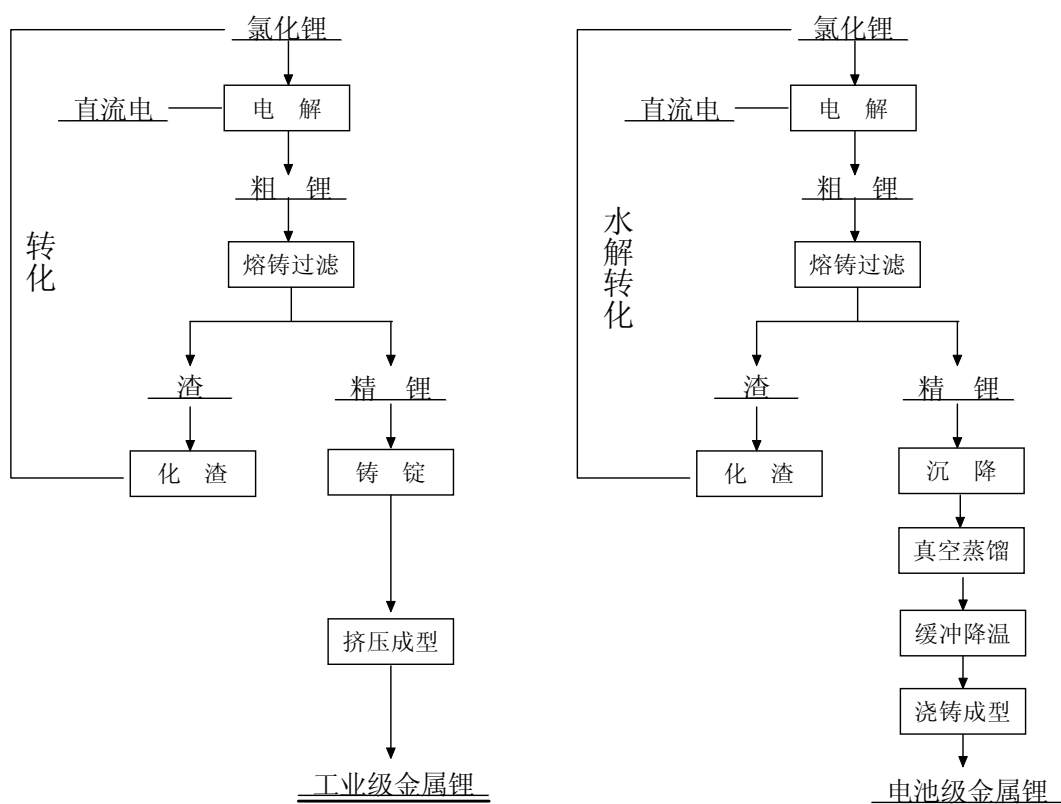 氯化锂
直流电
电 解
粗 锂
转化
熔铸过滤
渣
精 锂
化 渣
铸 锭
挤压成型
工业级金属锂
氯化锂
直流电
电 解
粗 锂
水解转化
熔铸过滤
渣
精 锂
化 渣
沉 降
真空蒸馏
缓冲降温
浇铸成型
电池级金属锂